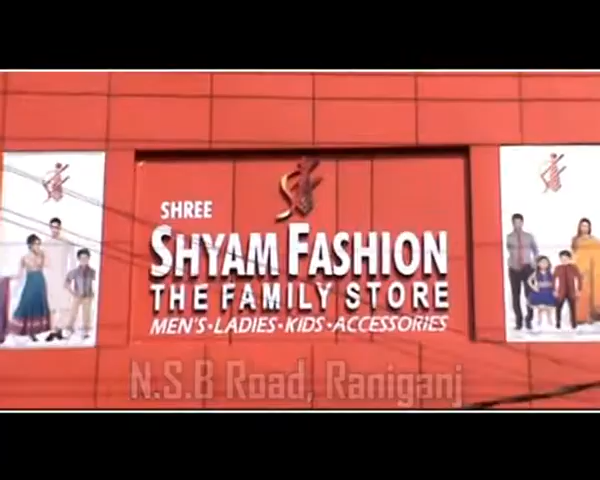 SHREE
SHYAM FASHION
THE FAMILY STORE
MEN'S·LADIES·KIDS·ACCESSORIES
N.S.B Road, Raniganj